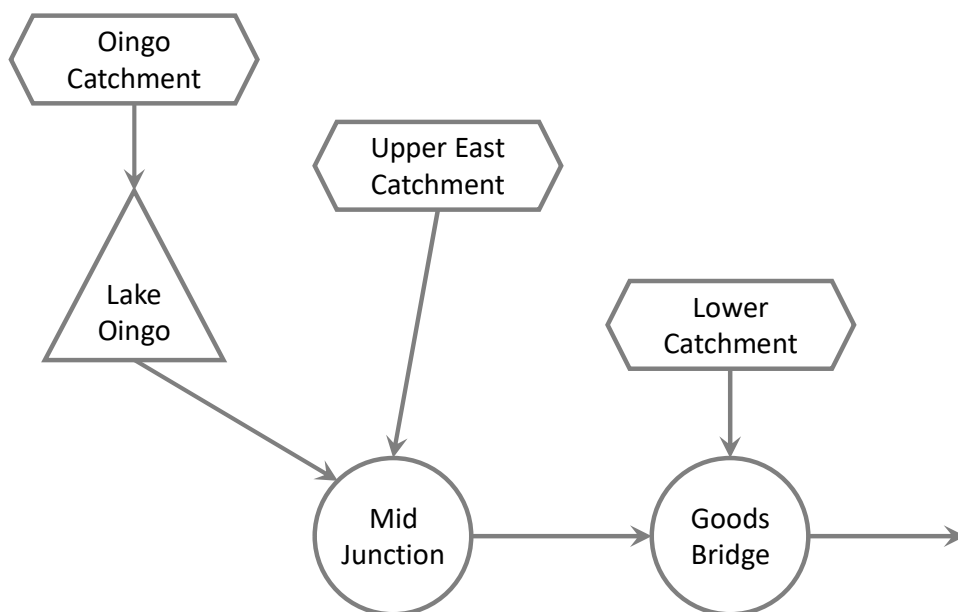 Oingo
Catchment
Upper East
Catchment
Lake
Oingo
Lower
Catchment
Mid
Junction
Goods
Bridge